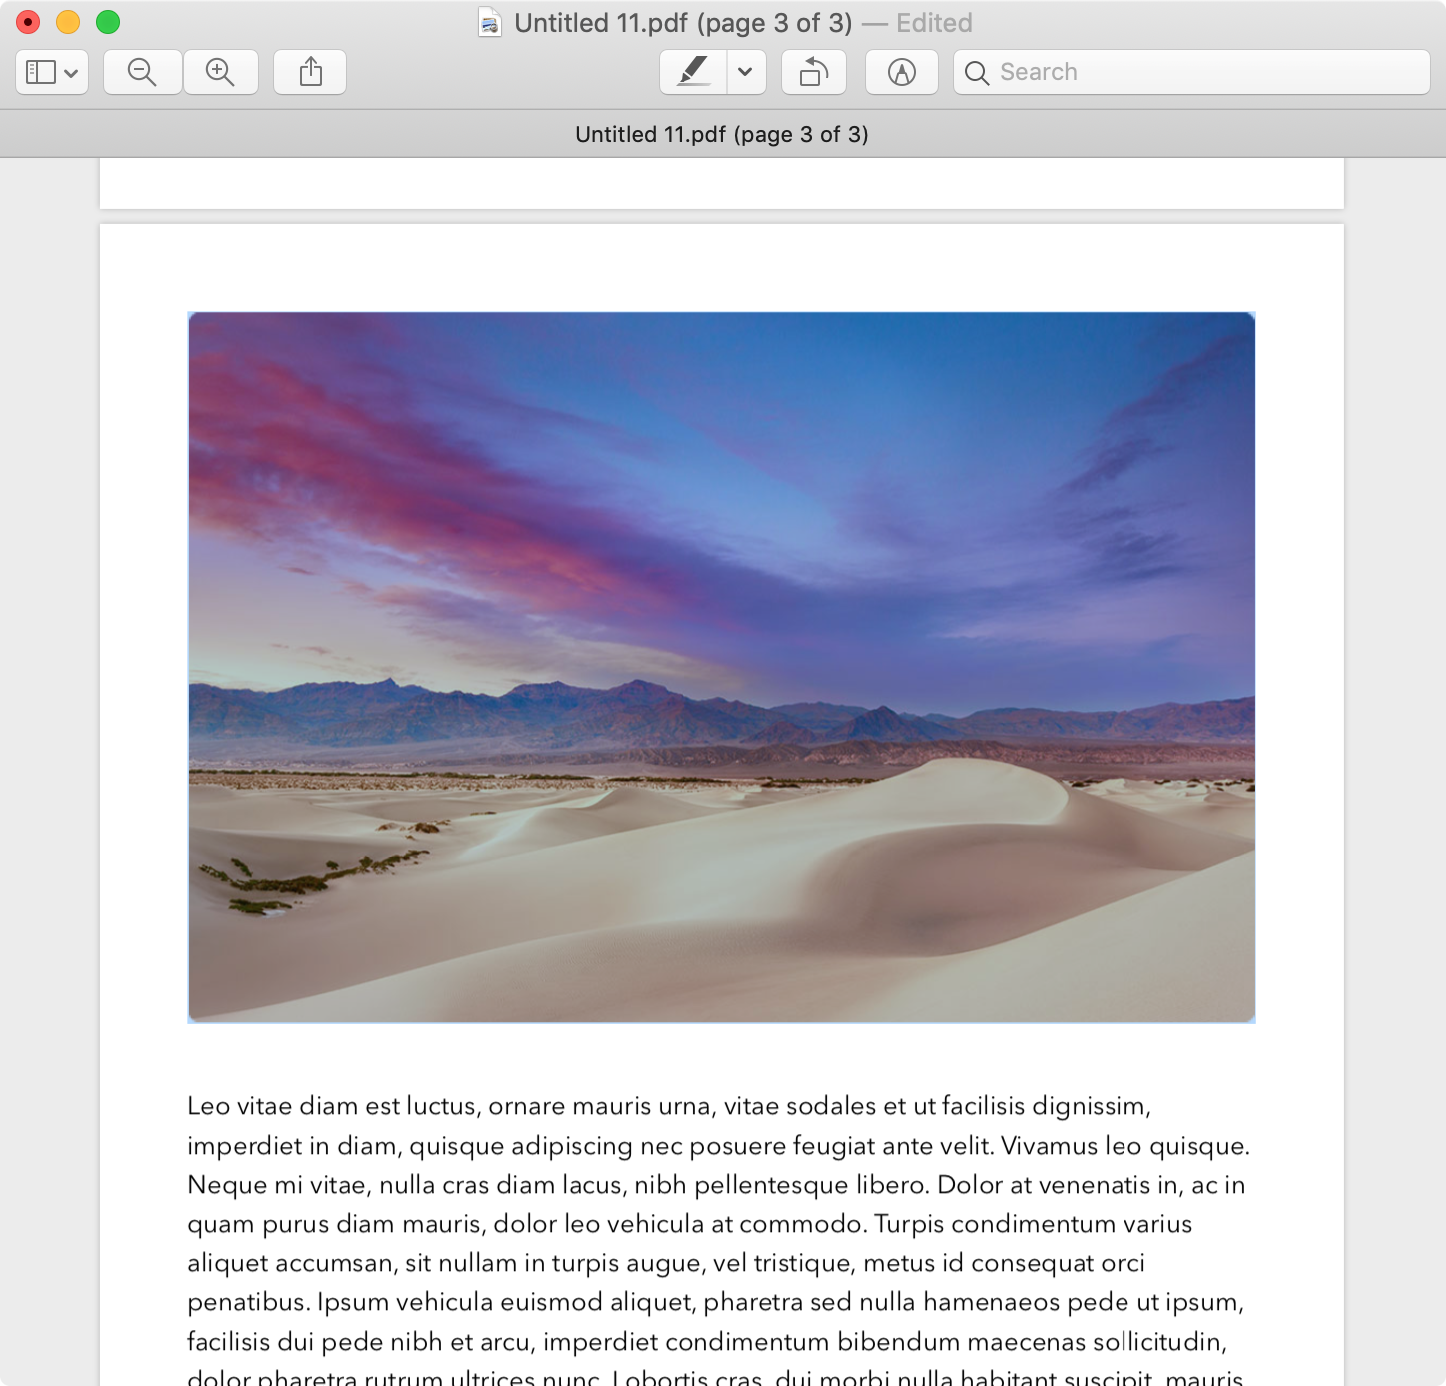 Untitled 11.pdf (page 3 of 3) — Edited
Search
Untitled 11.pdf (page 3 of 3)
Leo vitae diam est luctus, ornare mauris urna, vitae sodales et ut facilisis dignissim,
imperdiet in diam, quisque adipiscing nec posuere feugiat ante velit. Vivamus leo quisque.
Neque mi vitae, nulla cras diam lacus, nibh pellentesque libero. Dolor at venenatis in, ac in
quam purus diam mauris, dolor leo vehicula at commodo. Turpis condimentum varius
aliquet accumsan, sit nullam in turpis augue, vel tristique, metus id consequat orci
penatibus. Ipsum vehicula euismod aliquet, pharetra sed nulla hamenaeos pede ut ipsum,
facilisis dui pede nibh et arcu, imperdiet condimentum bibendum maecenas sollicitudin,
dolor pharetra rutrum ultrices nunc. Lobortis cras, dui morbi nulla habitant suscipit, mauris